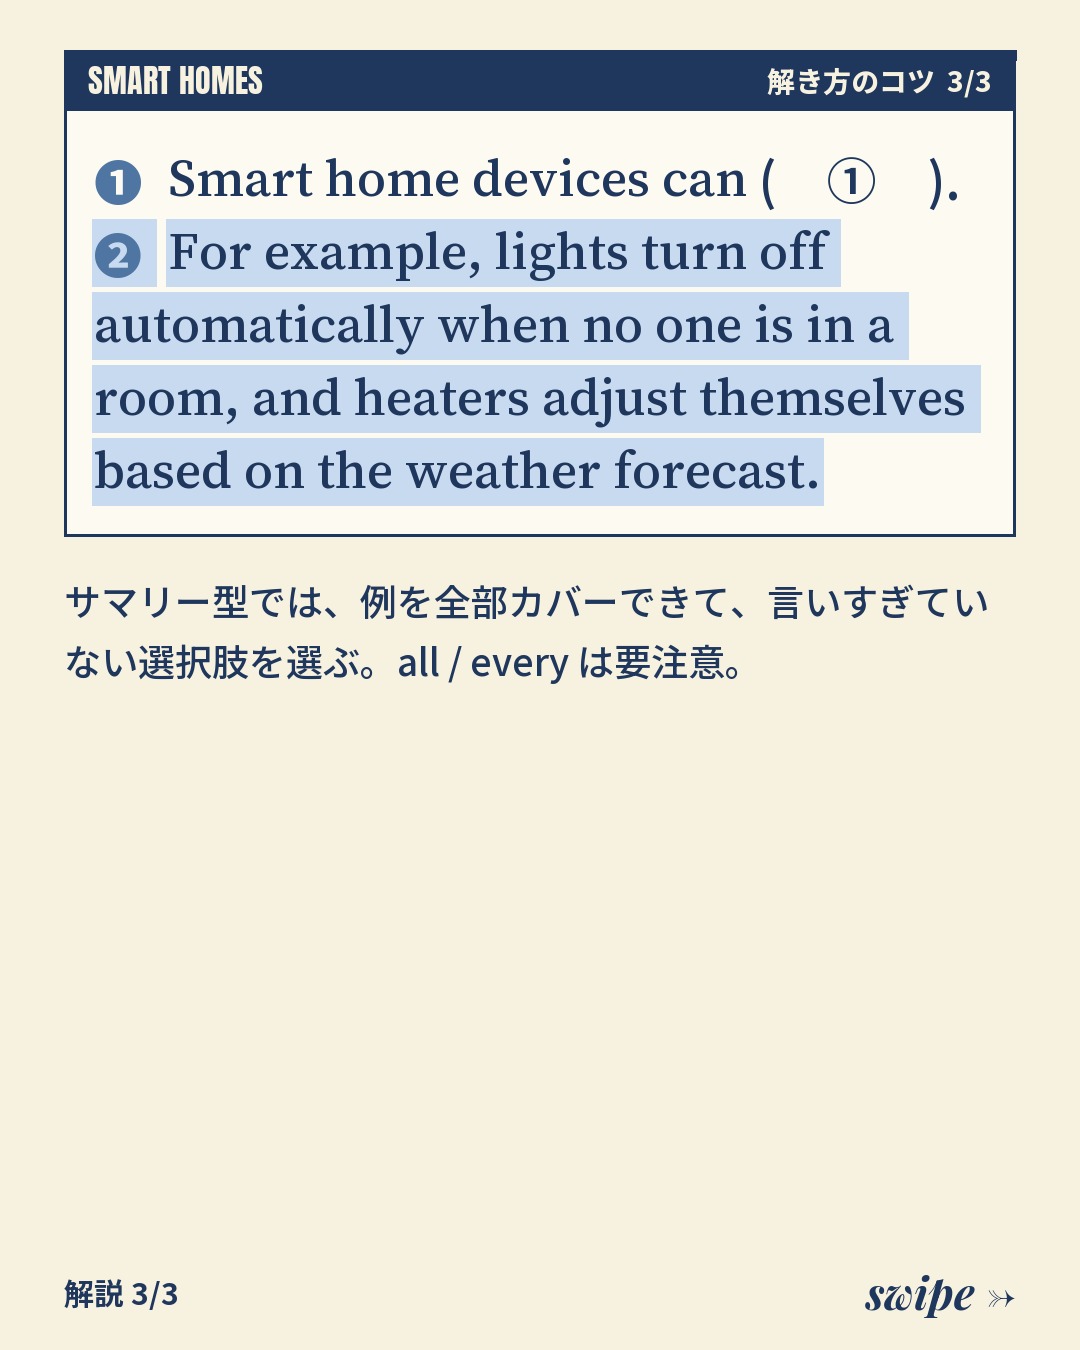 SMART HOMES
解き方のコツ 3/3
❶ Smart home devices can ( ① ).
❷ For example, lights turn off
automatically when no one is in a
room, and heaters adjust themselves
based on the weather forecast.
サマリー型では、例を全部カバーできて、言いすぎてい
ない選択肢を選ぶ。all / every は要注意。
解説 3/3
swipe